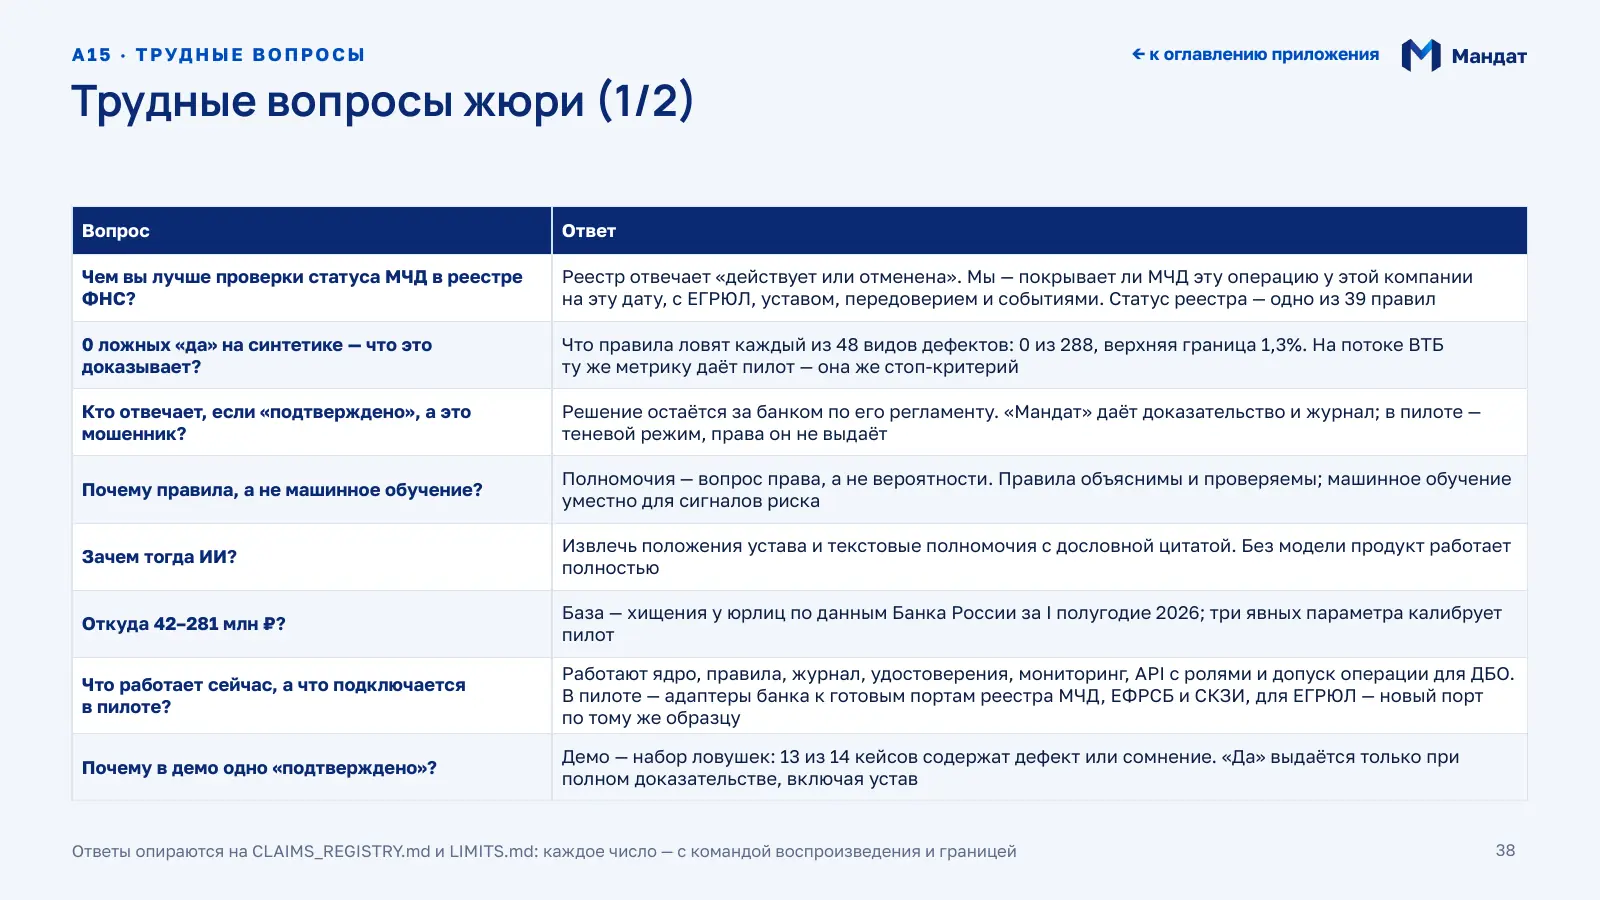 А15 · ТРУДНЫЕ ВОПРОСЫ
← к оглавлению приложения
Мандат
Трудные вопросы жюри (1/2)
Вопрос
Ответ
Чем вы лучше проверки статуса МЧД в реестре
ФНС?
Реестр отвечает «действует или отменена». Мы — покрывает ли МЧД эту операцию у этой компании
на эту дату, с ЕГРЮЛ, уставом, передоверием и событиями. Статус реестра — одно из 39 правил
0 ложных «да» на синтетике — что это
доказывает?
Что правила ловят каждый из 48 видов дефектов: 0 из 288, верхняя граница 1,3%. На потоке ВТБ
ту же метрику даёт пилот — она же стоп-критерий
Кто отвечает, если «подтверждено», а это
мошенник?
Решение остаётся за банком по его регламенту. «Мандат» даёт доказательство и журнал; в пилоте —
теневой режим, права он не выдаёт
Почему правила, а не машинное обучение?
Полномочия — вопрос права, а не вероятности. Правила объяснимы и проверяемы; машинное обучение
уместно для сигналов риска
Зачем тогда ИИ?
Извлечь положения устава и текстовые полномочия с дословной цитатой. Без модели продукт работает
полностью
Откуда 42–281 млн ₽?
База — хищения у юрлиц по данным Банка России за I полугодие 2026; три явных параметра калибрует
пилот
Что работает сейчас, а что подключается
в пилоте?
Работают ядро, правила, журнал, удостоверения, мониторинг, API с ролями и допуск операции для ДБО.
В пилоте — адаптеры банка к готовым портам реестра МЧД, ЕФРСБ и СКЗИ, для ЕГРЮЛ — новый порт
по тому же образцу
Почему в демо одно «подтверждено»?
Демо — набор ловушек: 13 из 14 кейсов содержат дефект или сомнение. «Да» выдаётся только при
полном доказательстве, включая устав
Ответы опираются на CLAIMS_REGISTRY.md и LIMITS.md: каждое число — с командой воспроизведения и границей
38